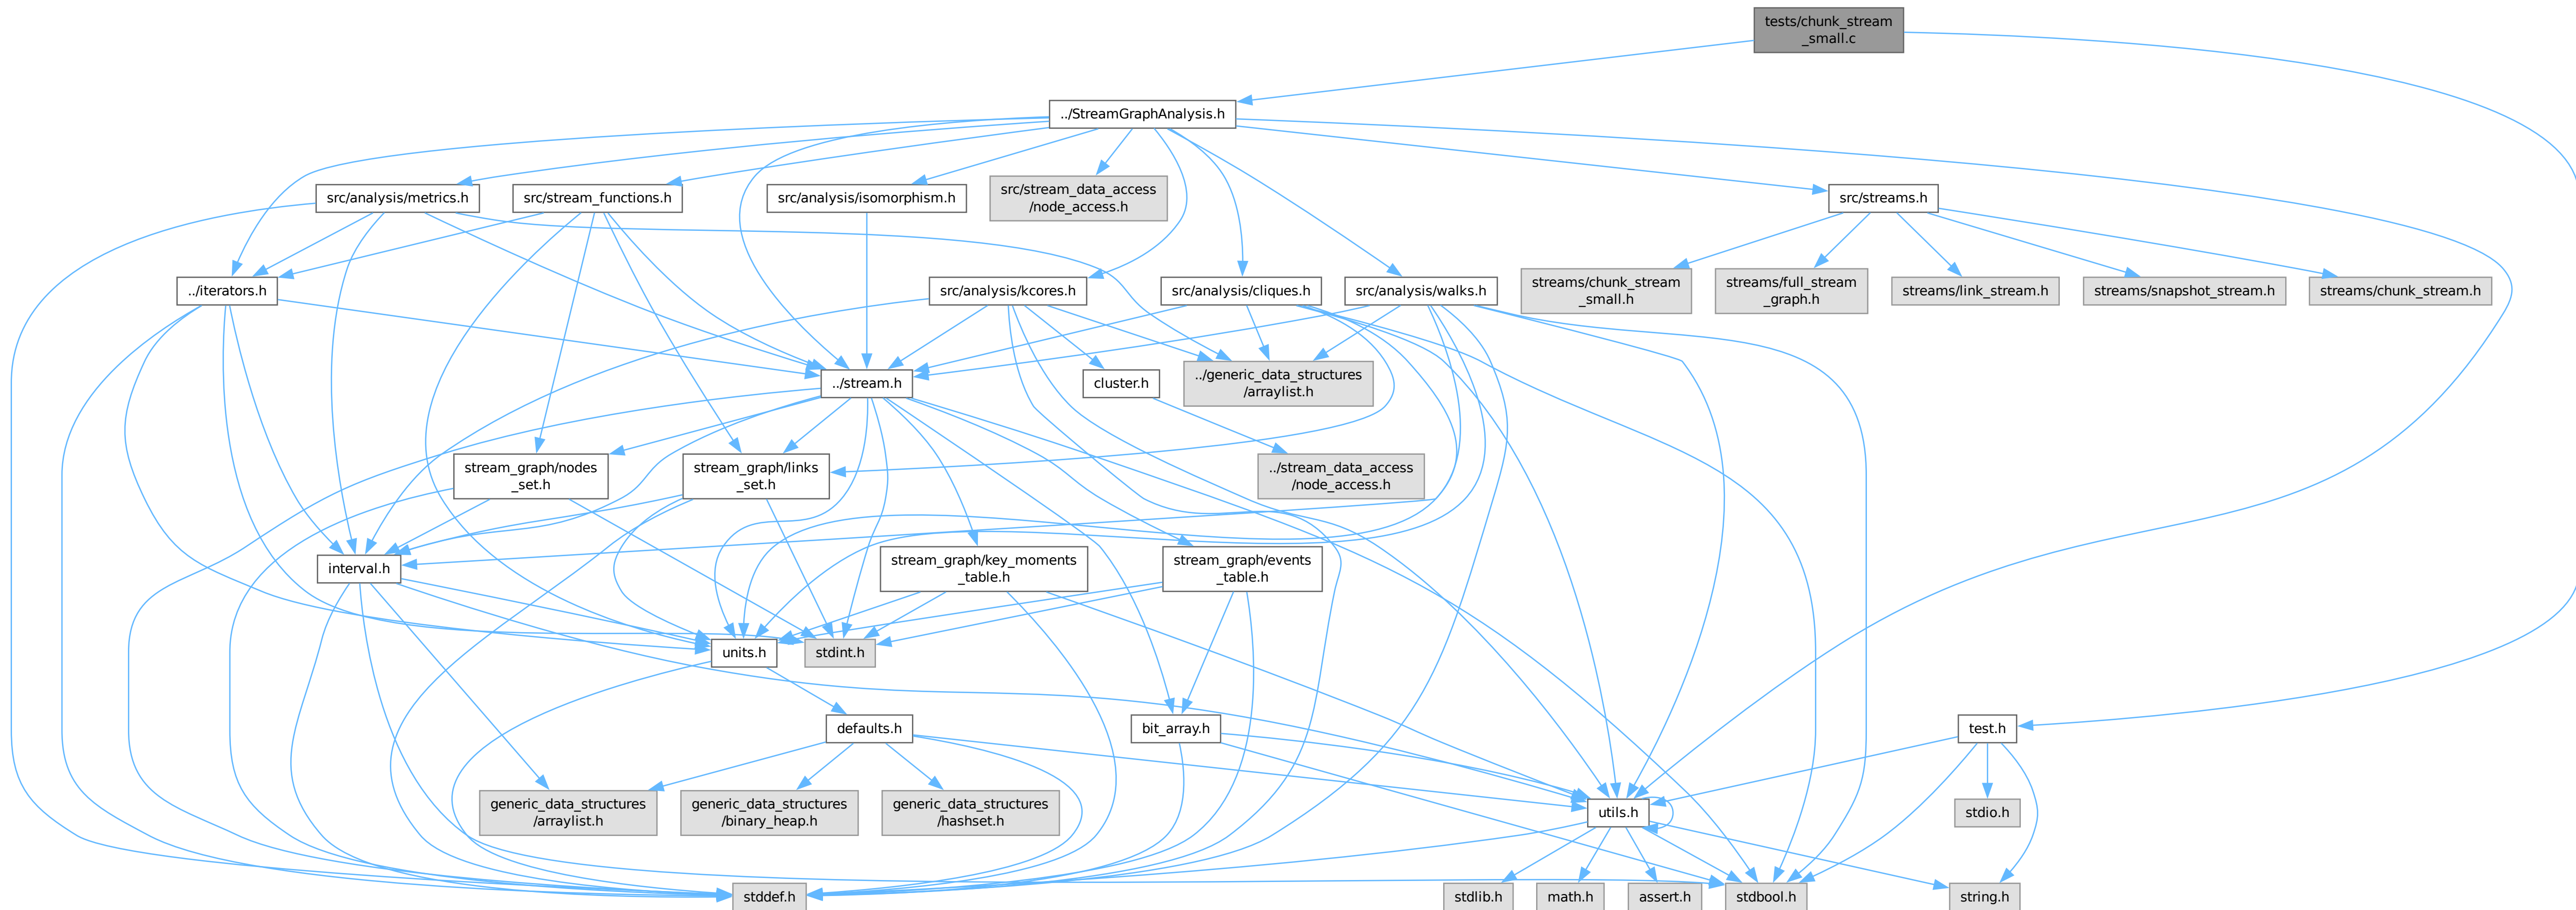 tests/chunk_stream
_small.c
../StreamGraphAnalysis.h
src/analysis/metrics.h
src/stream_functions.h
src/analysis/isomorphism.h
src/stream_data_access
/node_access.h
src/streams.h
../iterators.h
src/analysis/kcores.h
src/analysis/cliques.h
src/analysis/walks.h
streams/chunk_stream
_small.h
streams/full_stream
_graph.h
streams/link_stream.h
streams/snapshot_stream.h
streams/chunk_stream.h
../stream.h
cluster.h
../generic_data_structures
/arraylist.h
stream_graph/nodes
_set.h
stream_graph/links
_set.h
../stream_data_access
/node_access.h
interval.h
stream_graph/key_moments
_table.h
stream_graph/events
_table.h
units.h
stdint.h
defaults.h
bit_array.h
test.h
generic_data_structures
/arraylist.h
generic_data_structures
/binary_heap.h
generic_data_structures
/hashset.h
utils.h
stdio.h
stddef.h
stdlib.h
math.h
assert.h
stdbool.h
string.h